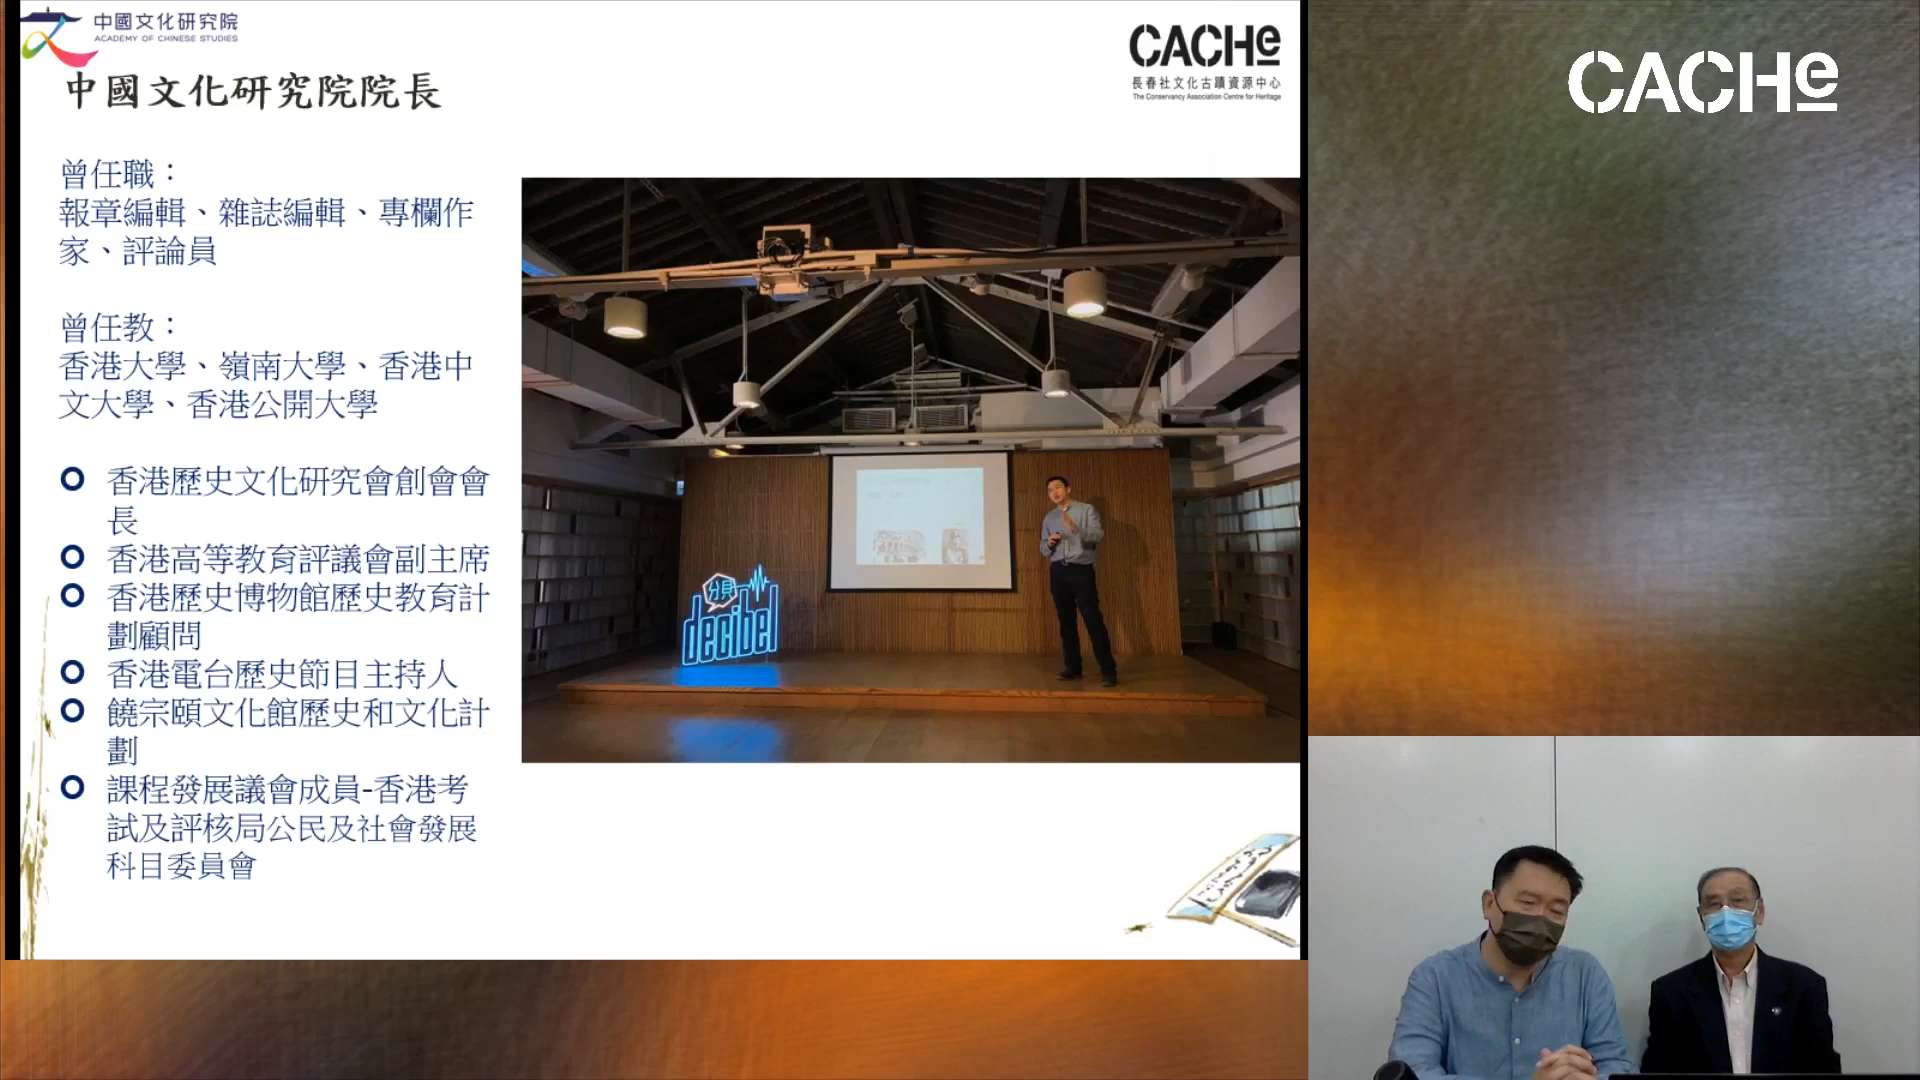 中國文化研究院
ACADEMY OF CHINESE STUDIES
中國文化研究院院長
CACHe
長春社文化古蹟資源中心
The Conservancy Association Centre for Heritage
CACHe
曾任職：
報章編輯、雜誌編輯、專欄作
家、評論員
曾任教：
香港大學、嶺南大學、香港中
文大學、香港公開大學
香港歷史文化研究會創會會
長
香港高等教育評議會副主席
香港歷史博物館歷史教育計
劃顧問
香港電台歷史節目主持人
饒宗頤文化館歷史和文化計
劃
課程發展議會成員-香港考
試及評核局公民及社會發展
科目委員會
分貝
decibel